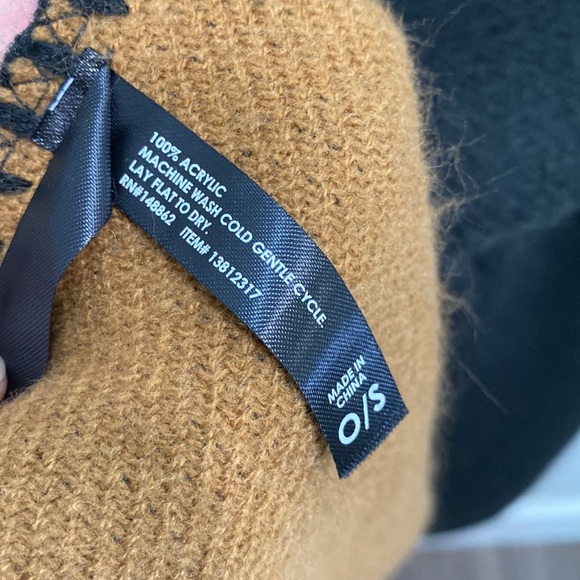 100% ACRYLIC
MACHINE WASH COLD GENTLE CYCLE.
LAY FLAT TO DRY.
RN#148862 ITEM# 13812317
MADE IN
CHINA
O/S